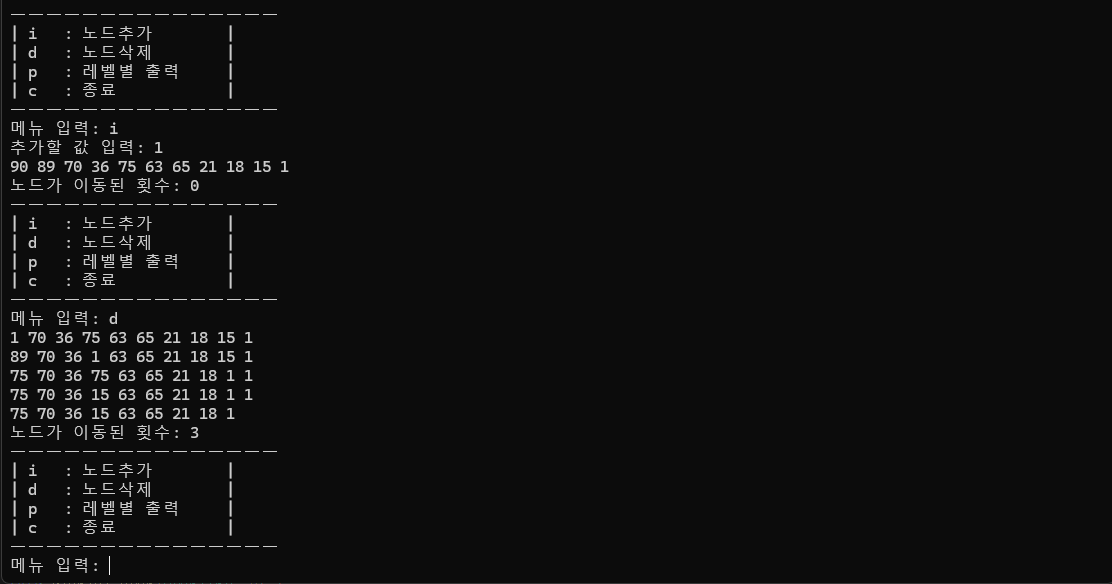 ───────────────
| i   : 노드추가        |
| d   : 노드삭제        |
| p   : 레벨별 출력     |
| c   : 종료            |
───────────────
메뉴 입력: i
추가할 값 입력: 1
90 89 70 36 75 63 65 21 18 15 1
노드가 이동된 횟수: 0
───────────────
| i   : 노드추가        |
| d   : 노드삭제        |
| p   : 레벨별 출력     |
| c   : 종료            |
───────────────
메뉴 입력: d
1 70 36 75 63 65 21 18 15 1
89 70 36 1 63 65 21 18 15 1
75 70 36 75 63 65 21 18 1 1
75 70 36 15 63 65 21 18 1 1
75 70 36 15 63 65 21 18 1
노드가 이동된 횟수: 3
───────────────
| i   : 노드추가        |
| d   : 노드삭제        |
| p   : 레벨별 출력     |
| c   : 종료            |
───────────────
메뉴 입력: